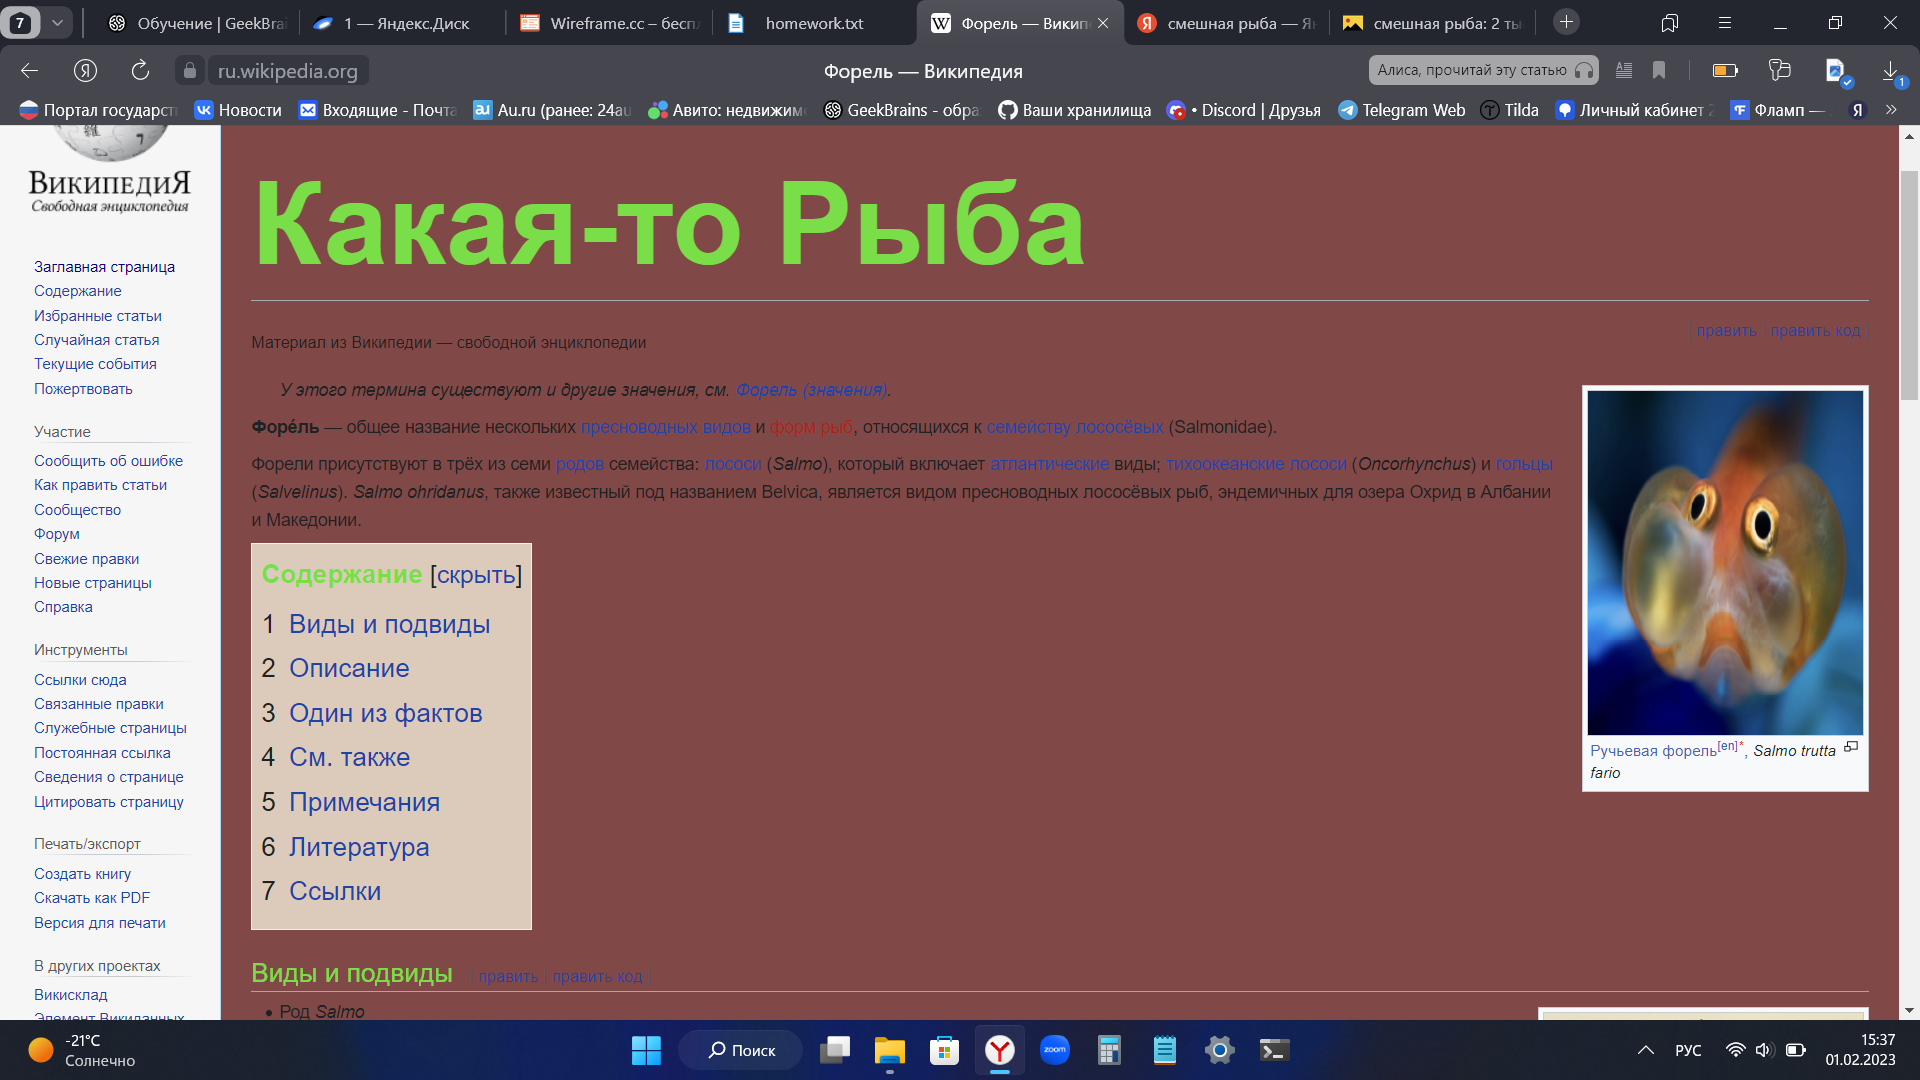 7
Обучение | GeekBrai
1 — Яндекс.Диск
Wireframe.cc – беспл
homework.txt
Форель — Викип
смешная рыба — Ян
смешная рыба: 2 ты
ru.wikipedia.org
Форель — Википедия
Алиса, прочитай эту статью
1
Портал государст
Новости
Входящие - Почта
Au.ru (ранее: 24au
Авито: недвижим
GeekBrains - обра
Ваши хранилища
• Discord | Друзья
Telegram Web
Tilda
Личный кабинет 2
Фламп —
ВикипедиЯ
Свободная энциклопедия
Заглавная страница
Содержание
Избранные статьи
Случайная статья
Текущие события
Пожертвовать
Участие
Сообщить об ошибке
Как править статьи
Сообщество
Форум
Свежие правки
Новые страницы
Справка
Инструменты
Ссылки сюда
Связанные правки
Служебные страницы
Постоянная ссылка
Сведения о странице
Цитировать страницу
Печать/экспорт
Создать книгу
Скачать как PDF
Версия для печати
В других проектах
Викисклад
Элемент Викиданных
Какая-то Рыба
править | править код
Материал из Википедии — свободной энциклопедии
У этого термина существуют и другие значения, см. Форель (значения).
Форе́ль — общее название нескольких пресноводных видов и форм рыб, относящихся к семейству лососёвых (Salmonidae).
Форели присутствуют в трёх из семи родов семейства: лососи (Salmo), который включает атлантические виды; тихоокеанские лососи (Oncorhynchus) и гольцы
(Salvelinus). Salmo ohridanus, также известный под названием Belvica, является видом пресноводных лососёвых рыб, эндемичных для озера Охрид в Албании
и Македонии.
Ручьевая форель[en]*, Salmo trutta
fario
Содержание [скрыть]
1 Виды и подвиды
2 Описание
3 Один из фактов
4 См. также
5 Примечания
6 Литература
7 Ссылки
Виды и подвиды править | править код
• Род Salmo
-21°C
Солнечно
Поиск
zoom
РУС
15:37
01.02.2023